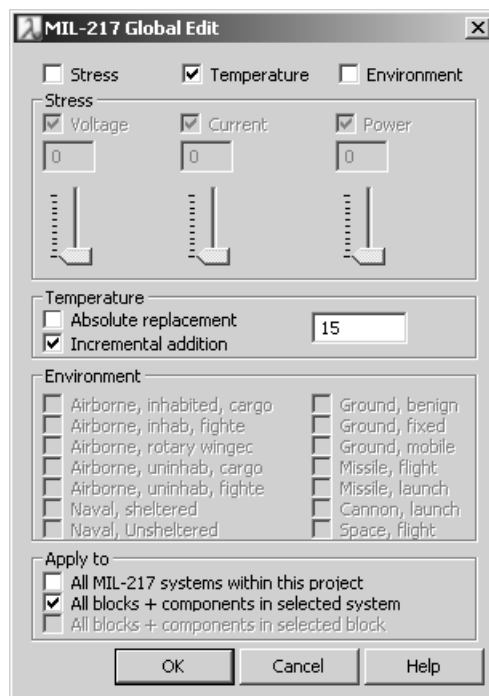 MIL-217 Global Edit
Stress Temperature Environment
Stress
Voltage Current Power
0 0 0
Temperature
Absolute replacement
15
Incremental addition
Environment
Airborne, inhabited, cargo Ground, benign
Airborne, inhab, fighte Ground, fixed
Airborne, rotary wingec Ground, mobile
Airborne, uninhab, cargo Missile, flight
Airborne, uninhab, fighte Missile, launch
Naval, sheltered Cannon, launch
Naval, Unsheltered Space, flight
Apply to
All MIL-217 systems within this project
All blocks + components in selected system
All blocks + components in selected block
OK Cancel Help